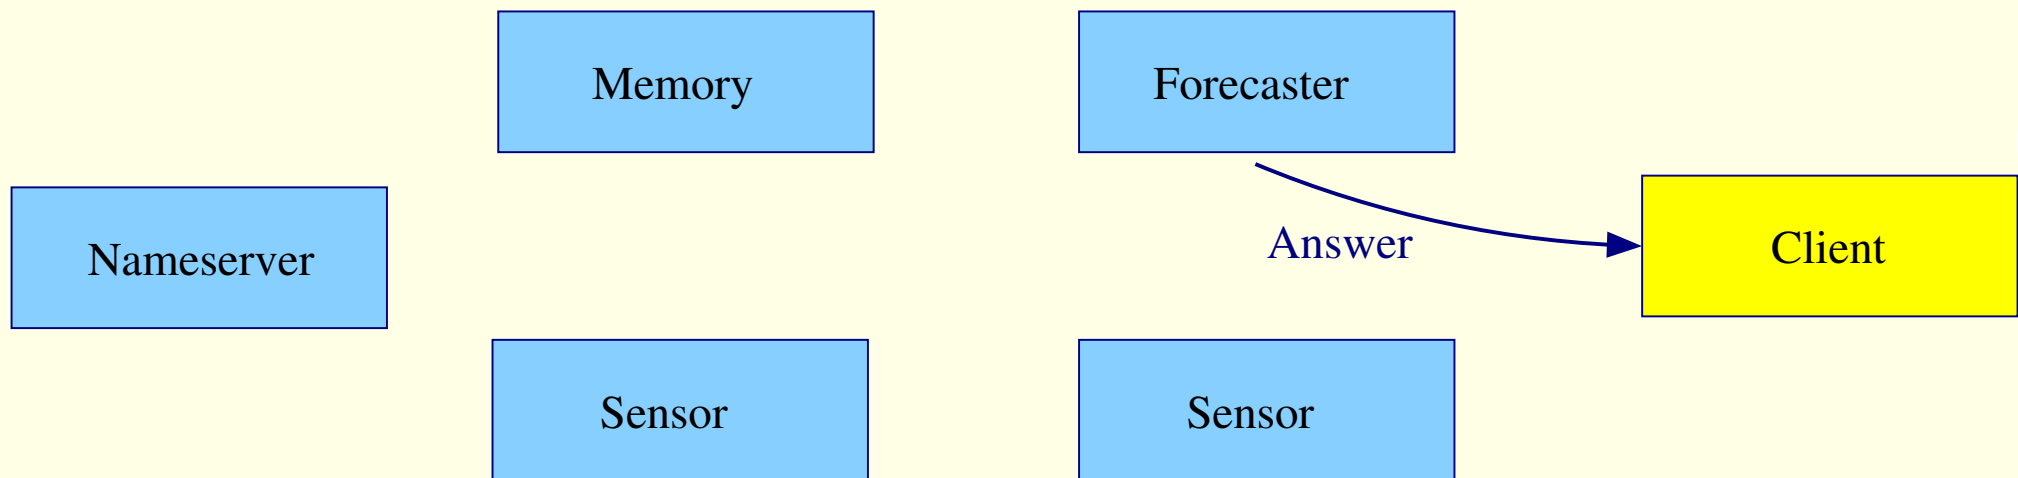 Memory
Forecaster
Nameserver
Answer
Client
Sensor
Sensor